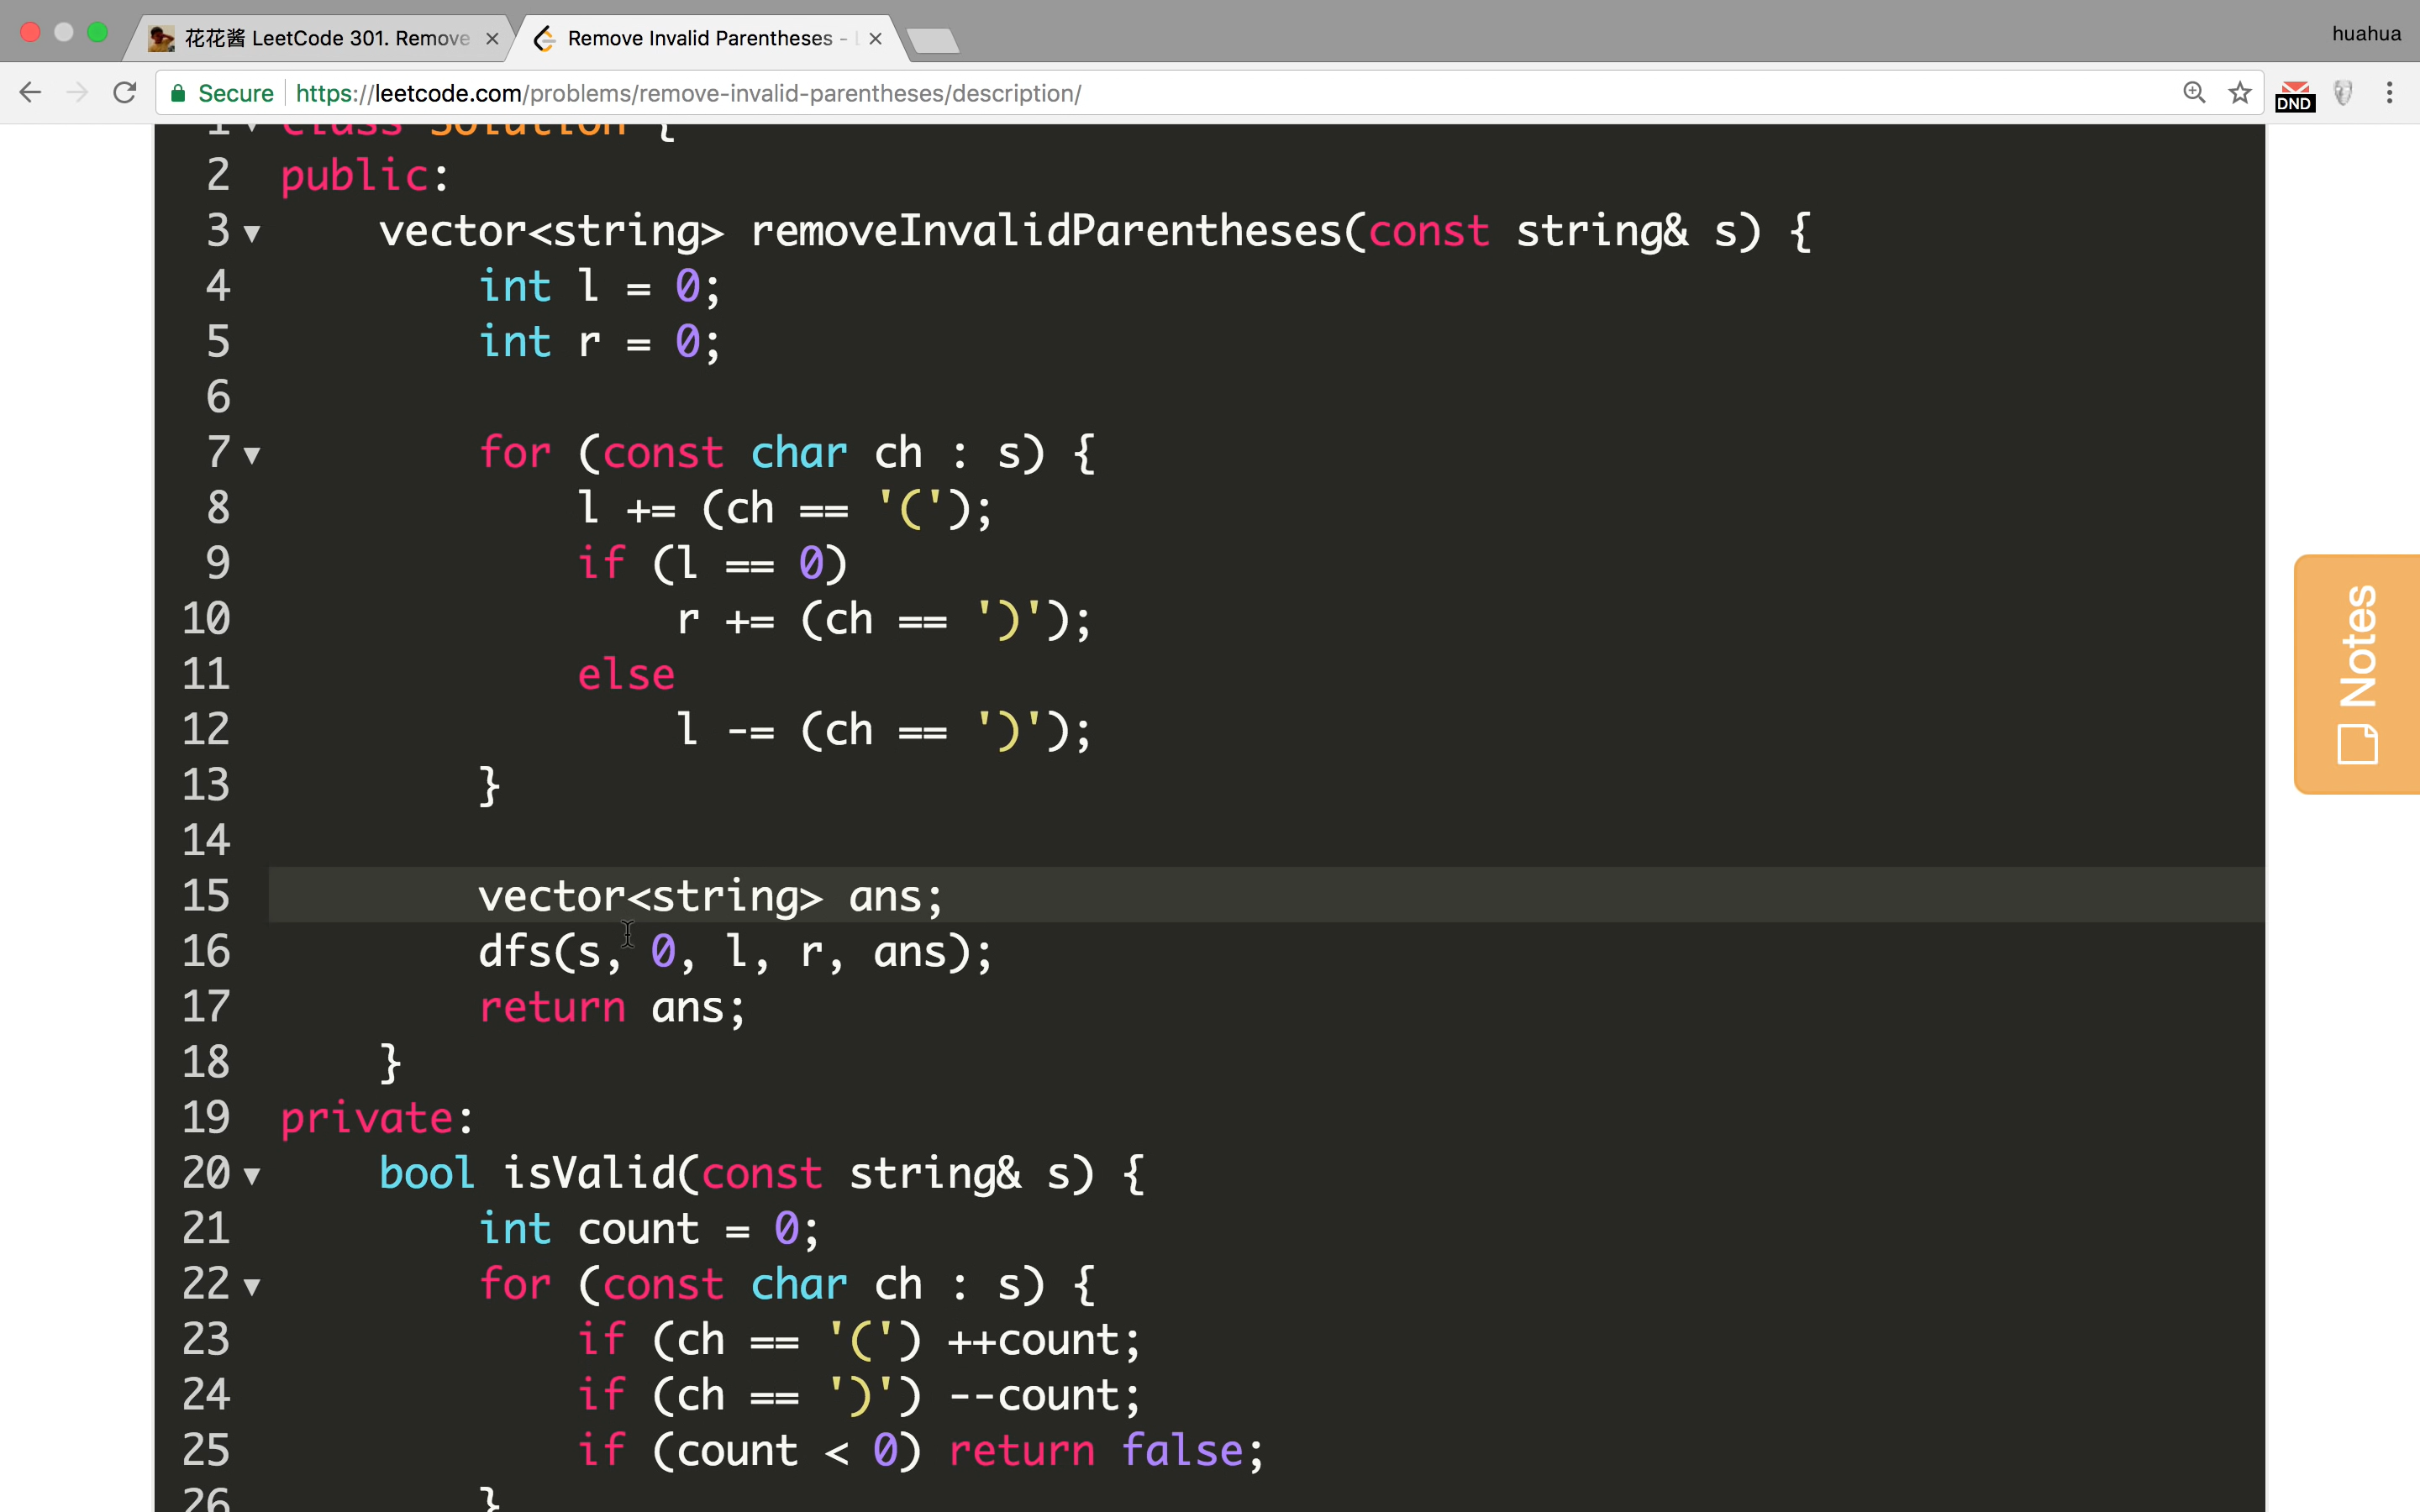 花花酱 LeetCode 301. Remove
Remove Invalid Parentheses -
huahua
Secure https://leetcode.com/problems/remove-invalid-parentheses/description/
DND
1 class Solution {
2 public:
3 vector<string> removeInvalidParentheses(const string& s) {
4 int l = 0;
5 int r = 0;
6
7 for (const char ch : s) {
8 l += (ch == '(');
9 if (l == 0)
10 r += (ch == ')');
11 else
12 l -= (ch == ')');
13 }
14
15 vector<string> ans;
16 dfs(s, 0, l, r, ans);
17 return ans;
18 }
19 private:
20 bool isValid(const string& s) {
21 int count = 0;
22 for (const char ch : s) {
23 if (ch == '(') ++count;
24 if (ch == ')') --count;
25 if (count < 0) return false;
26 }
Notes